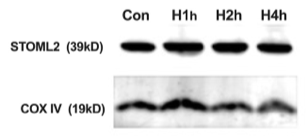 Con H1h H2h H4h
STOML2 (39kD)
COX IV (19kD)